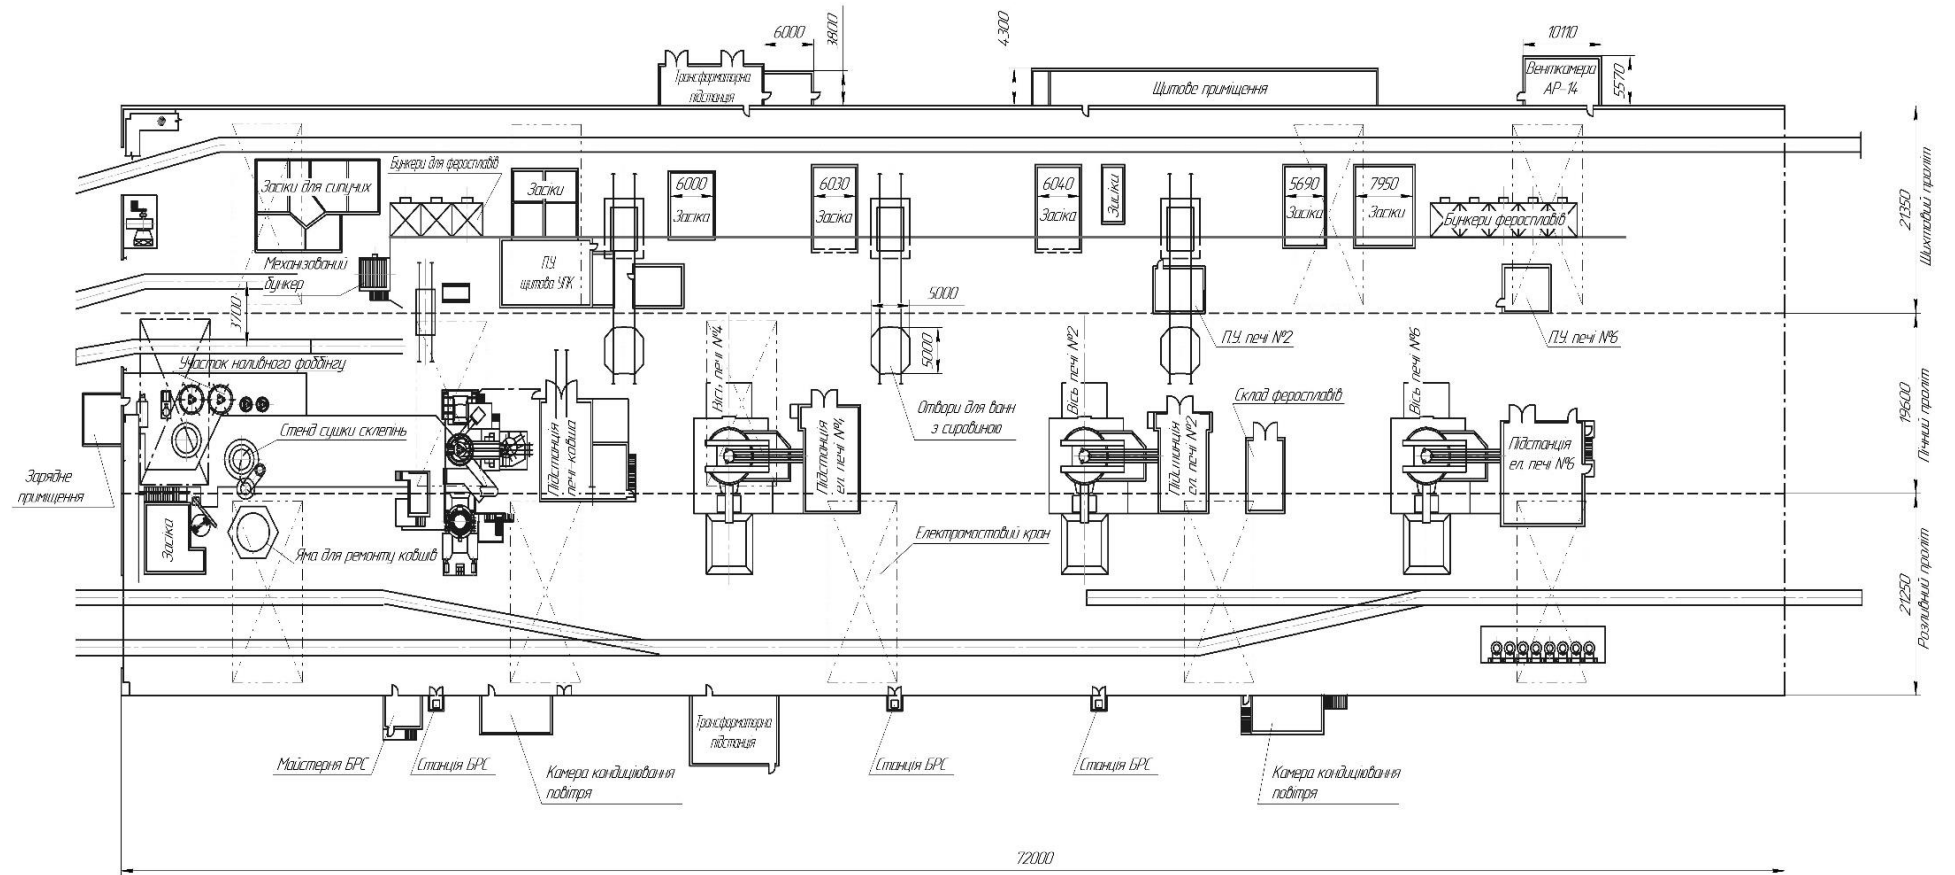 6000
3800
4300
10110
5570
Трансформаторна
підстанція
Щитове приміщення
Венткамера
АР-14
Засіки для сипучих
Бункери для феросплавів
Засіки
6000
Засіка
6030
Засіка
6040
Засіка
5690
Засіка
7950
Засіки
Бункери феросплавів
21350
Шихтовий проліт
Механізований
бункер
П.У.
щитова УПК
3700
5000
5000
П.У. печі №2
П.У. печі №6
Участок наливного фоббінгу
Вісь печі №4
Вісь печі №2
Вісь печі №6
19600
Пічний проліт
Стенд сушки склепінь
Підстанція
печі-ковша
Підстанція
ел. печі №4
Отвори для ванн
з сировиною
Підстанція
ел. печі №2
Склад феросплавів
Підстанція
ел. печі №6
Зарядне
приміщення
Засіка
Яма для ремонту ковшів
Електромостовий кран
21250
Розливний проліт
Майстерня БРС
Станція БРС
Камера кондиціювання
повітря
Трансформаторна
підстанція
Станція БРС
Станція БРС
Камера кондиціювання
повітря
72000